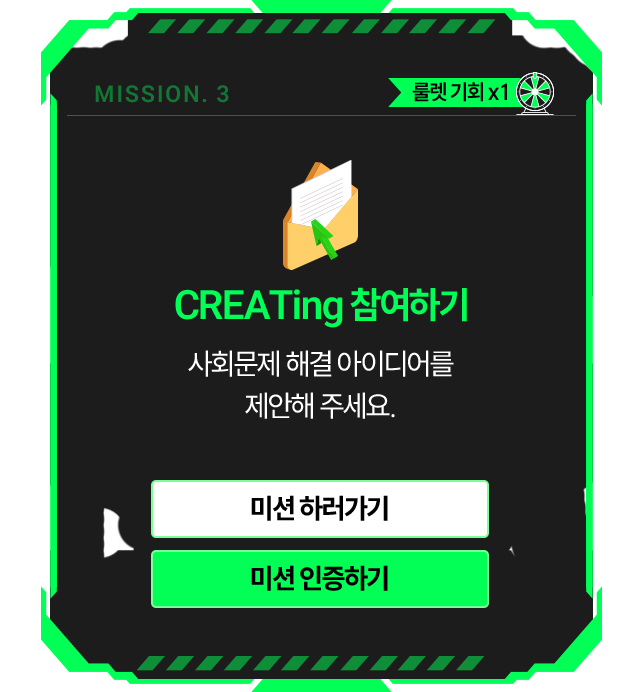 MISSION. 3
룰렛 기회 x1
CREATing 참여하기
사회문제 해결 아이디어를
제안해 주세요.
미션 하러가기
미션 인증하기